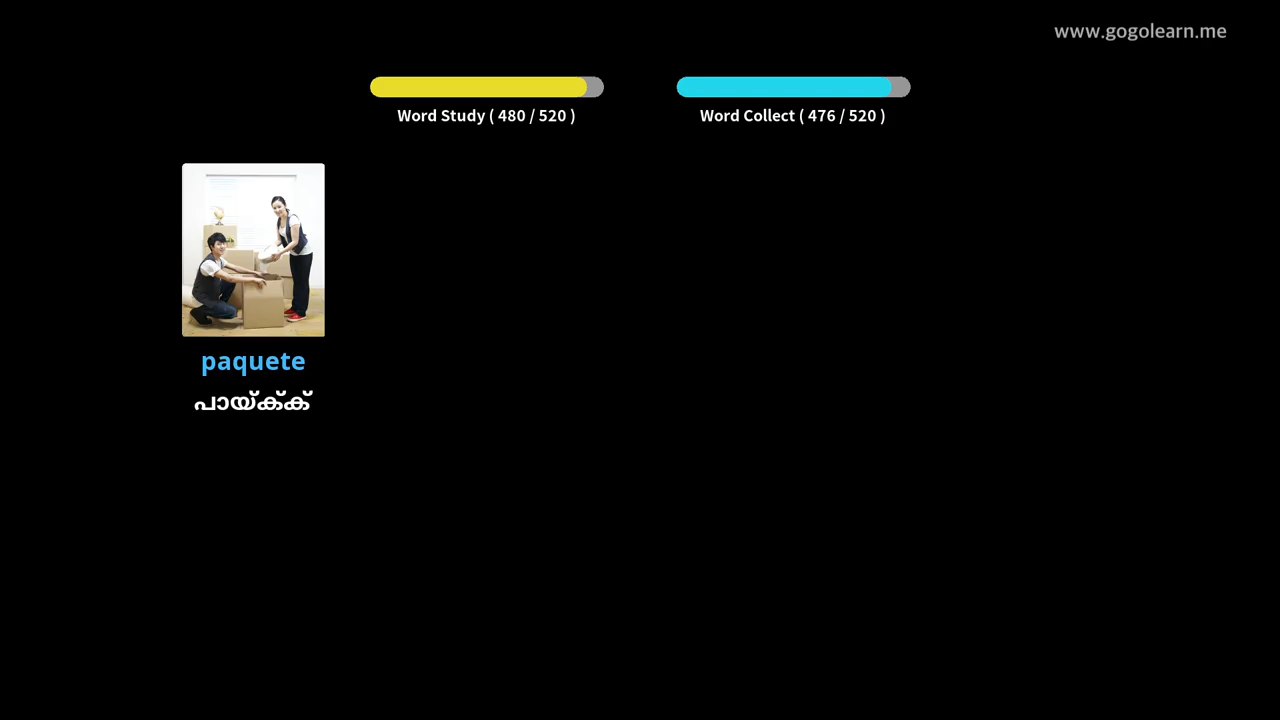 www.gogolearn.me
Word Study ( 480 / 520 )
Word Collect ( 476 / 520 )
paquete
പായ്ക്ക്